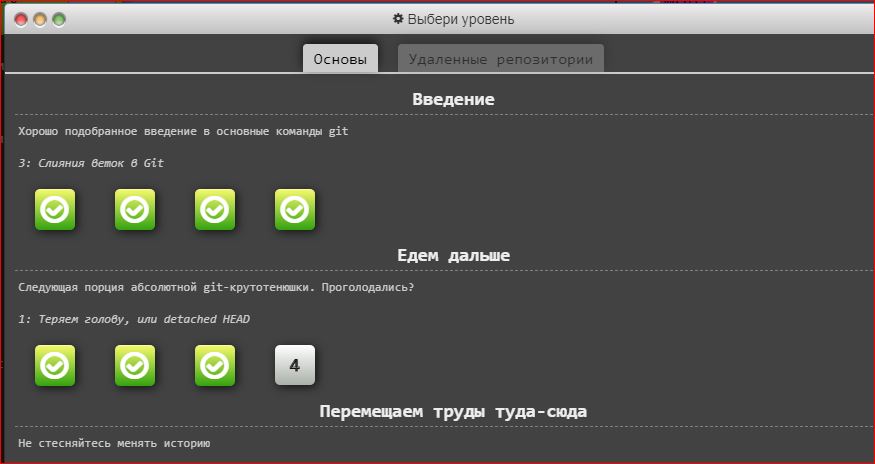 Выбери уровень
Основы Удаленные репозитории
Введение
Хорошо подобранное введение в основные команды git
3: Слияния веток в Git
Едем дальше
Следующая порция абсолютной git-крутотенюшки. Проголодались?
1: Теряем голову, или detached HEAD
4
Перемещаем труды туда-сюда
Не стесняйтесь менять историю